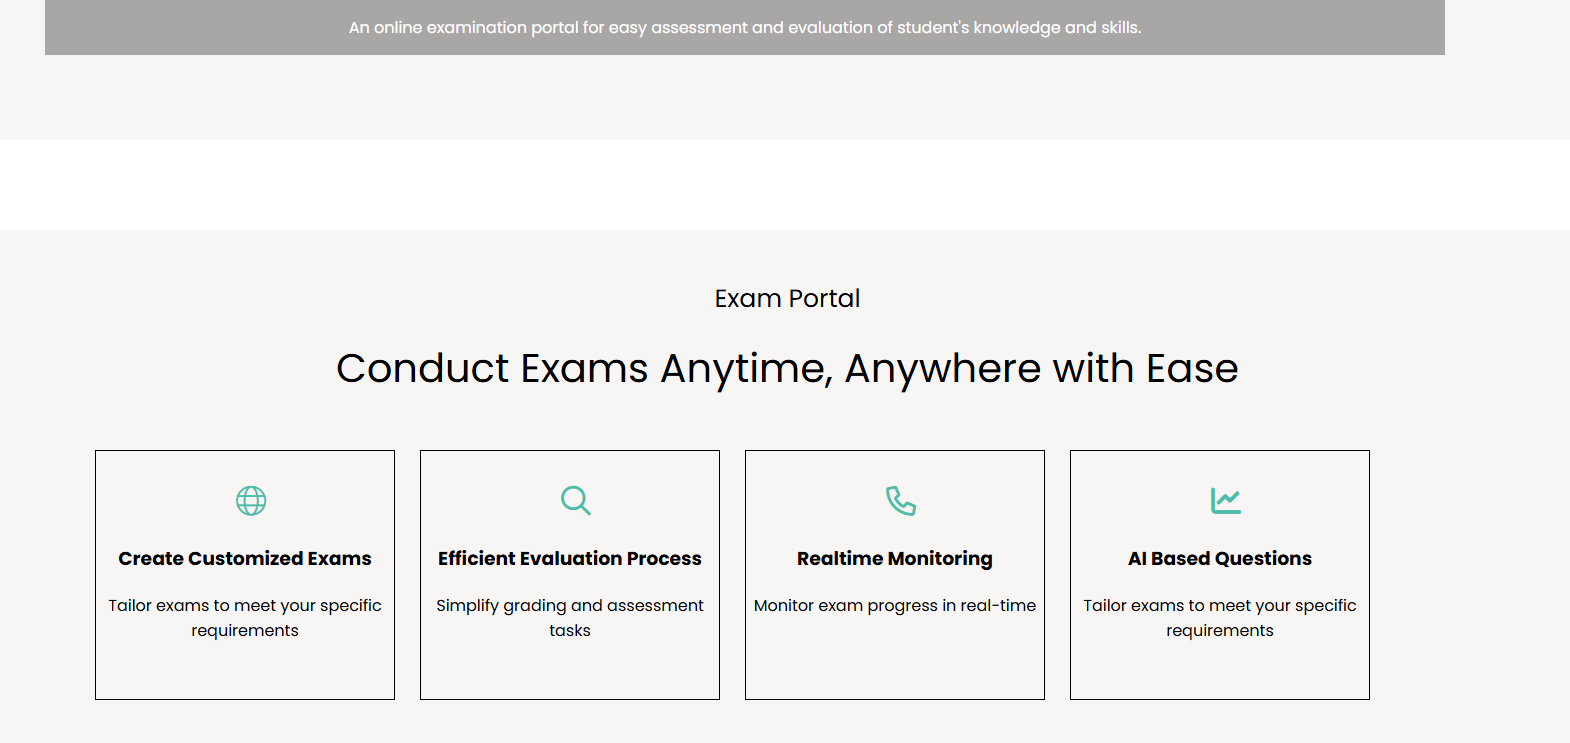 An online examination portal for easy assessment and evaluation of student's knowledge and skills.
Exam Portal
Conduct Exams Anytime, Anywhere with Ease
Create Customized Exams
Tailor exams to meet your specific
requirements
Efficient Evaluation Process
Simplify grading and assessment
tasks
Realtime Monitoring
Monitor exam progress in real-time
AI Based Questions
Tailor exams to meet your specific
requirements